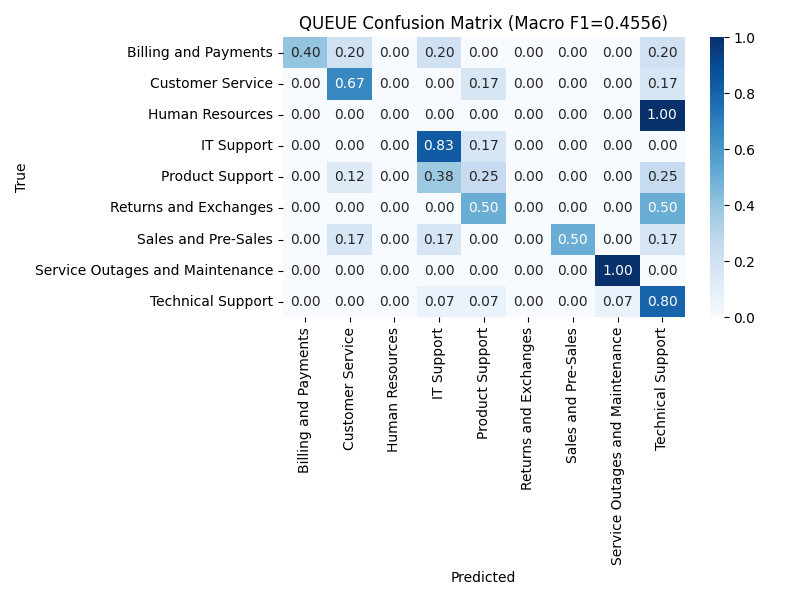 QUEUE Confusion Matrix (Macro F1=0.4556)
Billing and Payments 0.40 0.20 0.00 0.20 0.00 0.00 0.00 0.00 0.20
Customer Service 0.00 0.67 0.00 0.00 0.17 0.00 0.00 0.00 0.17
Human Resources 0.00 0.00 0.00 0.00 0.00 0.00 0.00 0.00 1.00
IT Support 0.00 0.00 0.00 0.83 0.17 0.00 0.00 0.00 0.00
Product Support 0.00 0.12 0.00 0.38 0.25 0.00 0.00 0.00 0.25
Returns and Exchanges 0.00 0.00 0.00 0.00 0.50 0.00 0.00 0.00 0.50
Sales and Pre-Sales 0.00 0.17 0.00 0.17 0.00 0.00 0.50 0.00 0.17
Service Outages and Maintenance 0.00 0.00 0.00 0.00 0.00 0.00 0.00 1.00 0.00
Technical Support 0.00 0.00 0.00 0.07 0.07 0.00 0.00 0.07 0.80
True
Billing and Payments
Customer Service
Human Resources
IT Support
Product Support
Returns and Exchanges
Sales and Pre-Sales
Service Outages and Maintenance
Technical Support
Predicted
1.0
0.8
0.6
0.4
0.2
0.0